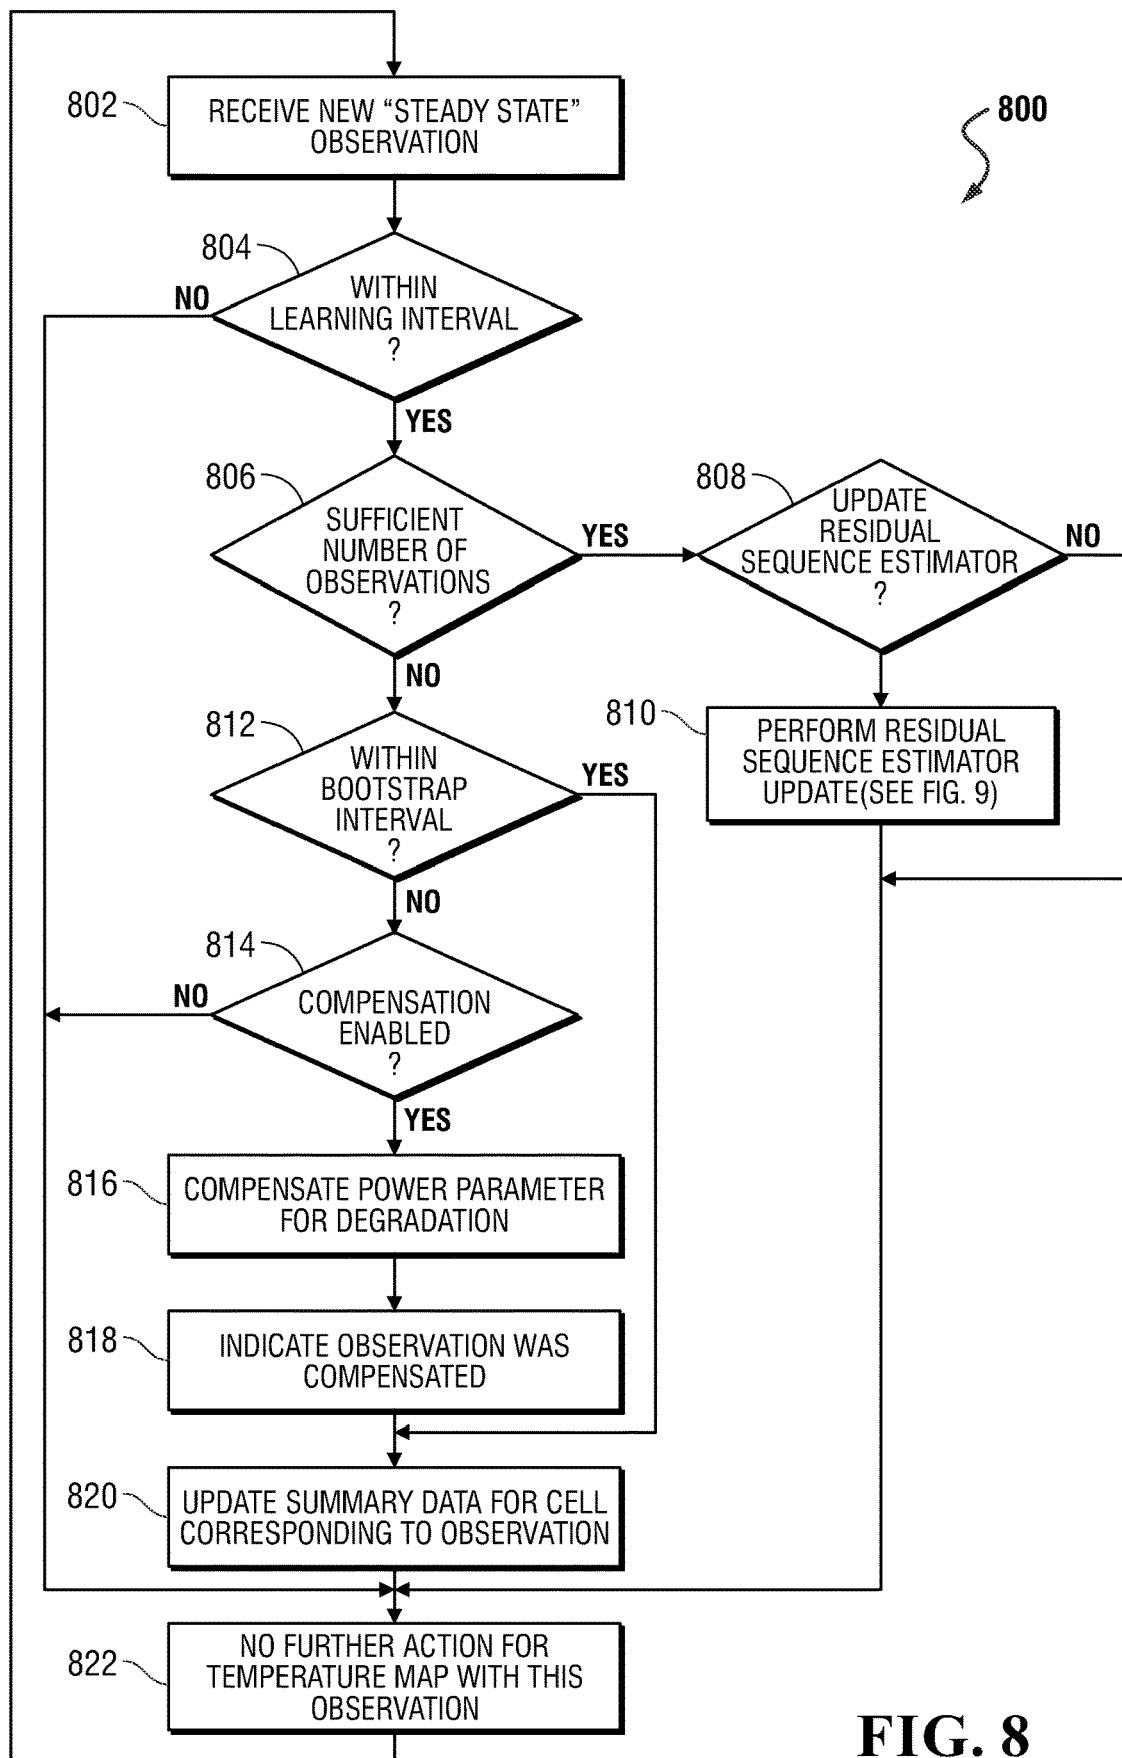 802
RECEIVE NEW “STEADY STATE”
OBSERVATION
800
804
NO
WITHIN
LEARNING INTERVAL
?
YES
806
SUFFICIENT
NUMBER OF
OBSERVATIONS
?
YES
808
UPDATE
RESIDUAL
SEQUENCE ESTIMATOR
?
NO
NO
812
WITHIN
BOOTSTRAP
INTERVAL
?
YES
810
PERFORM RESIDUAL
SEQUENCE ESTIMATOR
UPDATE(SEE FIG. 9)
NO
814
NO
COMPENSATION
ENABLED
?
YES
816
COMPENSATE POWER PARAMETER
FOR DEGRADATION
818
INDICATE OBSERVATION WAS
COMPENSATED
820
UPDATE SUMMARY DATA FOR CELL
CORRESPONDING TO OBSERVATION
822
NO FURTHER ACTION FOR
TEMPERATURE MAP WITH THIS
OBSERVATION
FIG. 8